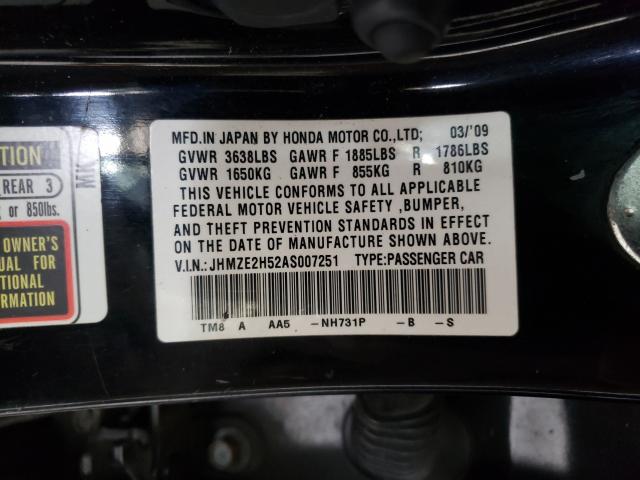 TION
REAR 3
or 850lbs.
OWNER'S
UAL FOR
TIONAL
FORMATION
MFD.IN JAPAN BY HONDA MOTOR CO.,LTD; 03/'09
GVWR 3638LBS GAWR F 1885LBS R 1786LBS
GVWR 1650KG GAWR F 855KG R 810KG
THIS VEHICLE CONFORMS TO ALL APPLICABLE
FEDERAL MOTOR VEHICLE SAFETY ,BUMPER,
AND THEFT PREVENTION STANDARDS IN EFFECT
ON THE DATE OF MANUFACTURE SHOWN ABOVE.
V.I.N.:JHMZE2H52AS007251 TYPE:PASSENGER CAR
TM8 A AA5 -NH731P -B -S